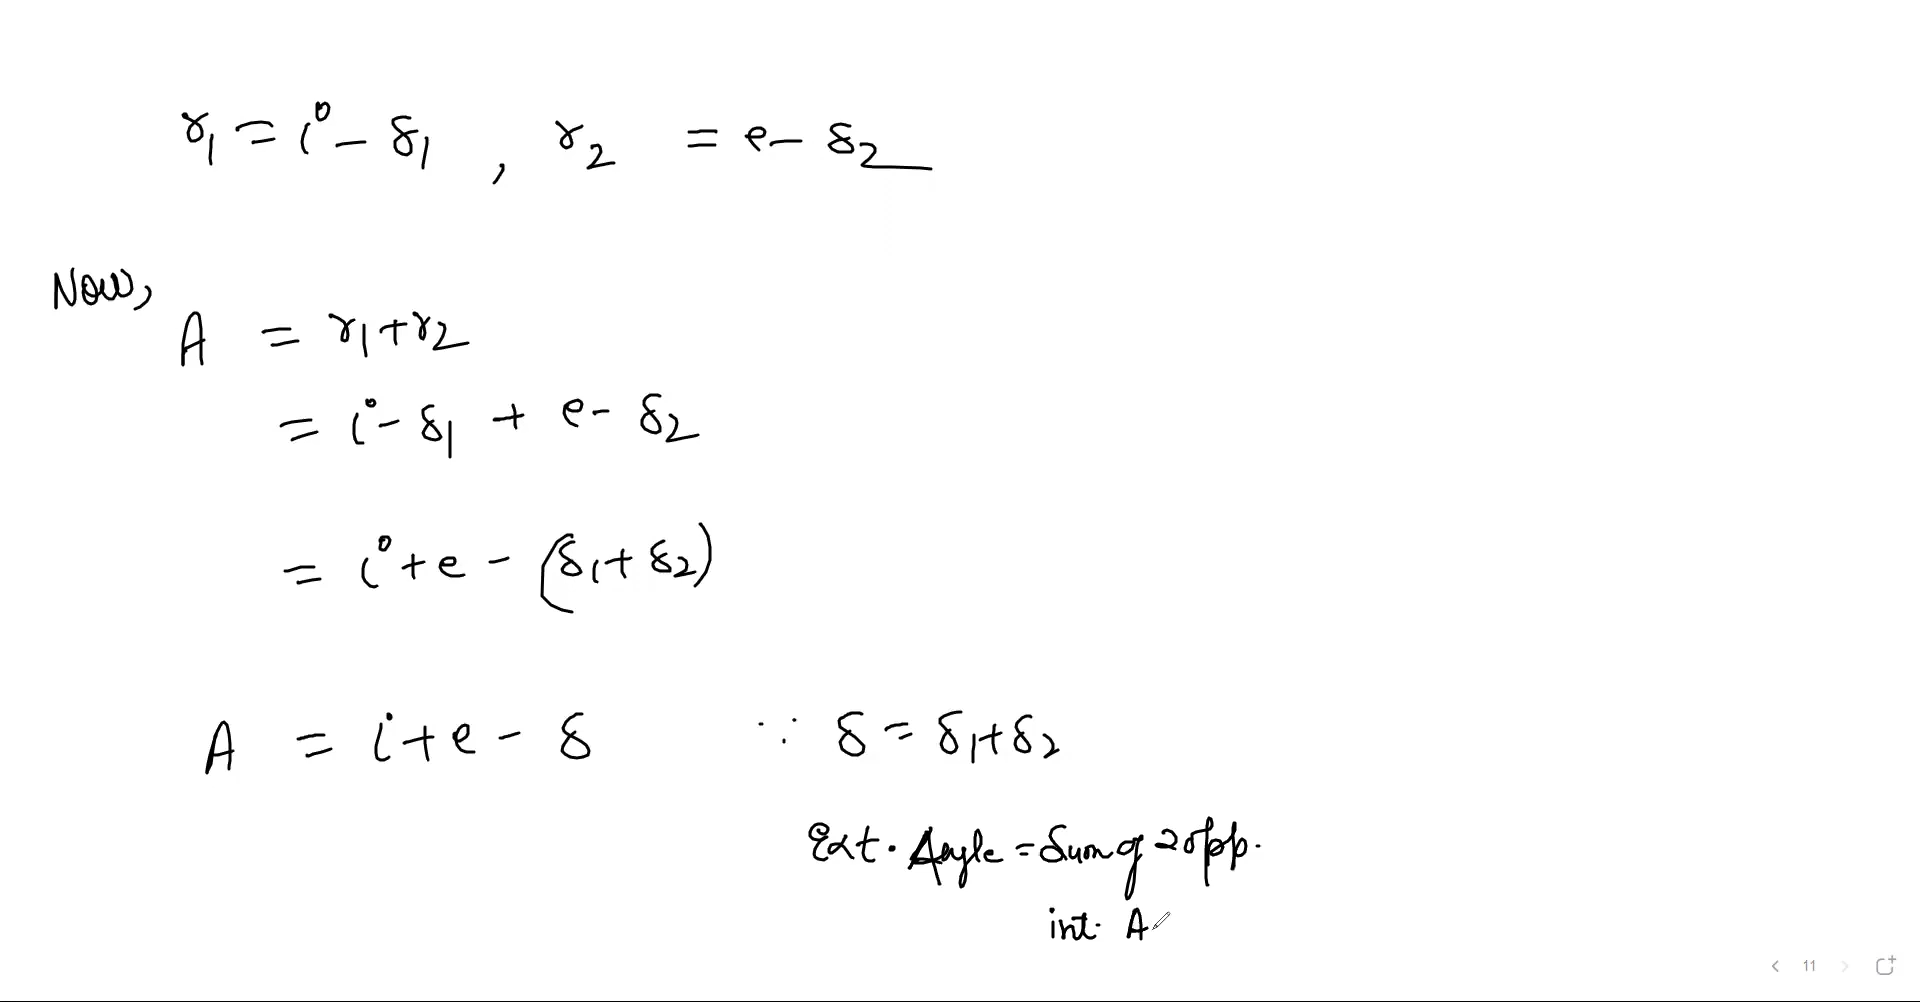 r₁ = i - δ₁ , r₂ = e - δ₂
Now,
A = r₁+r₂
= i - δ₁ + e - δ₂
= i + e - (δ₁+ δ₂)
A = i + e - δ ∵ δ = δ₁+δ₂
Ext. Angle = Sum of 2 opp.
int. A
11